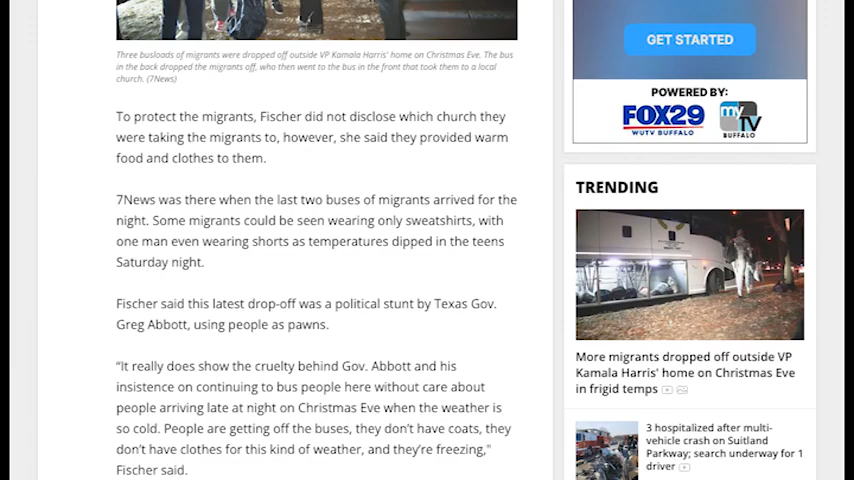 Three busloads of migrants were dropped off outside VP Kamala Harris' home on Christmas Eve. The bus
in the back dropped the migrants off, who then went to the bus in the front that took them to a local
church. (7News)
To protect the migrants, Fischer did not disclose which church they
were taking the migrants to, however, she said they provided warm
food and clothes to them.
7News was there when the last two buses of migrants arrived for the
night. Some migrants could be seen wearing only sweatshirts, with
one man even wearing shorts as temperatures dipped in the teens
Saturday night.
Fischer said this latest drop-off was a political stunt by Texas Gov.
Greg Abbott, using people as pawns.
“It really does show the cruelty behind Gov. Abbott and his
insistence on continuing to bus people here without care about
people arriving late at night on Christmas Eve when the weather is
so cold. People are getting off the buses, they don’t have coats, they
don’t have clothes for this kind of weather, and they’re freezing,"
Fischer said.
GET STARTED
POWERED BY:
FOX29
WUTV BUFFALO
my
TV
BUFFALO
TRENDING
More migrants dropped off outside VP
Kamala Harris' home on Christmas Eve
in frigid temps
3 hospitalized after multi-
vehicle crash on Suitland
Parkway; search underway for 1
driver